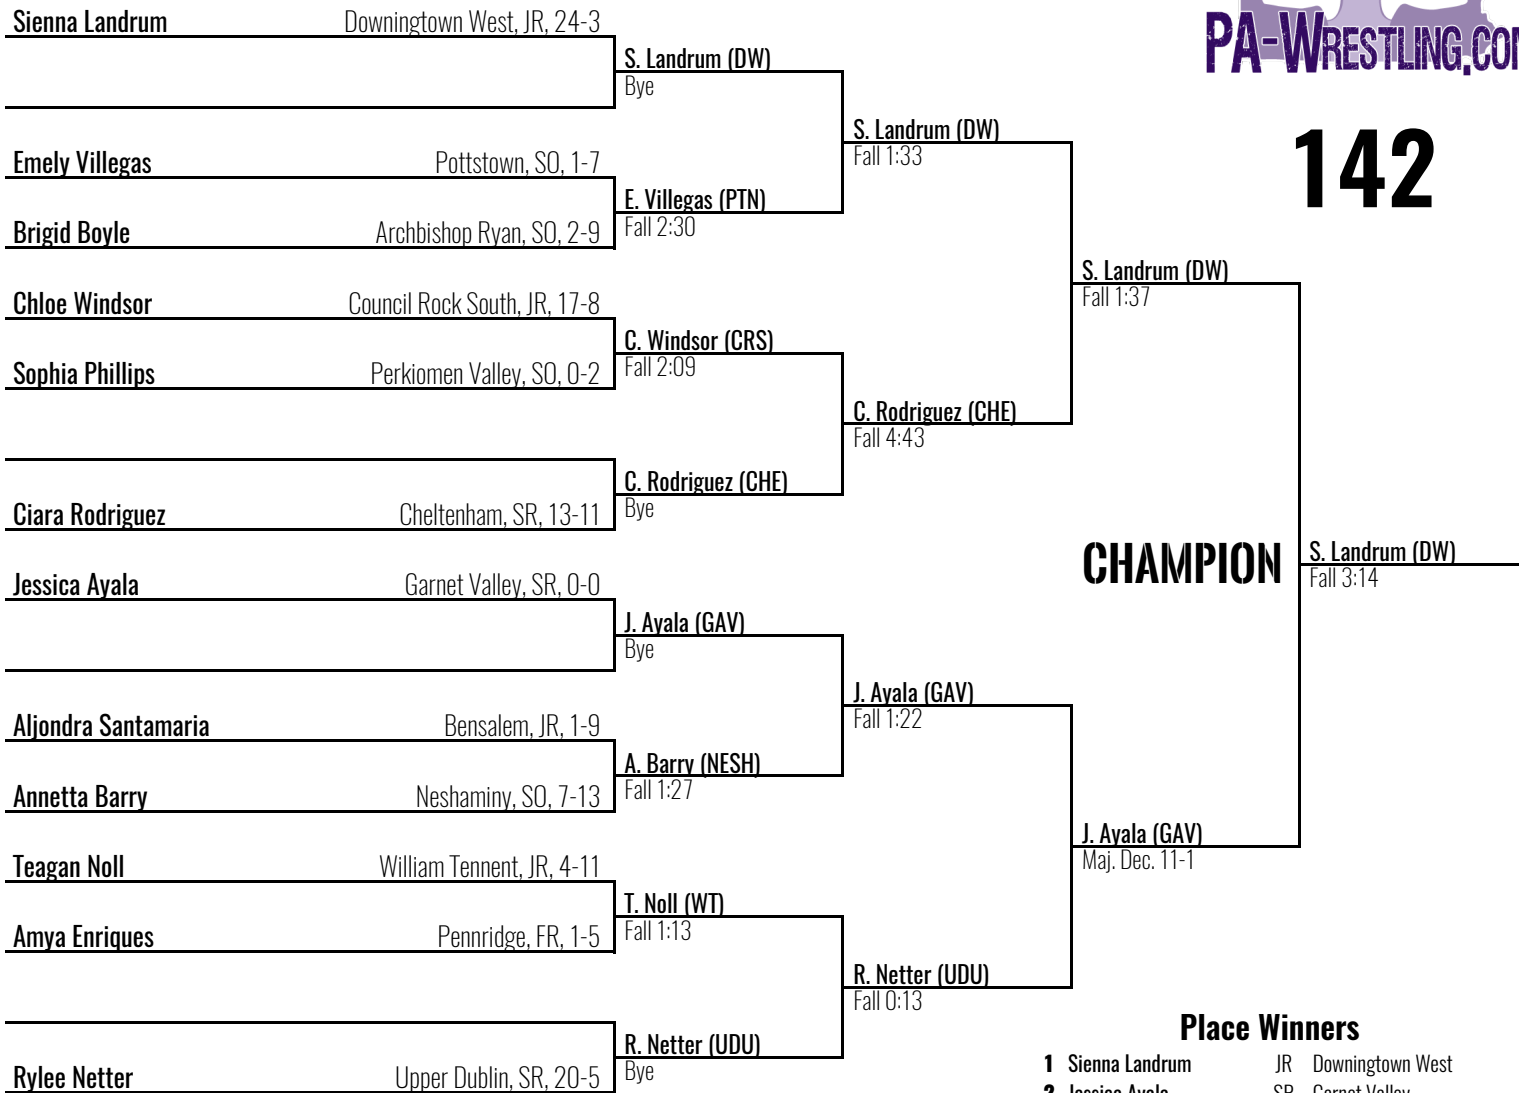 Sienna Landrum Downingtown West, JR, 24-3
S. Landrum (DW)
Bye
Emely Villegas Pottstown, SO, 1-7
E. Villegas (PTN)
Fall 2:30
Brigid Boyle Archbishop Ryan, SO, 2-9
S. Landrum (DW)
Fall 1:33
Chloe Windsor Council Rock South, JR, 17-8
C. Windsor (CRS)
Fall 2:09
Sophia Phillips Perkiomen Valley, SO, 0-2
C. Rodriguez (CHE)
Fall 4:43
C. Rodriguez (CHE)
Bye
Ciara Rodriguez Cheltenham, SR, 13-11
S. Landrum (DW)
Fall 1:37
Jessica Ayala Garnet Valley, SR, 0-0
J. Ayala (GAV)
Bye
Aljondra Santamaria Bensalem, JR, 1-9
A. Barry (NESH)
Fall 1:27
Annetta Barry Neshaminy, SO, 7-13
J. Ayala (GAV)
Fall 1:22
Teagan Noll William Tennent, JR, 4-11
T. Noll (WT)
Fall 1:13
Amya Enriques Pennridge, FR, 1-5
R. Netter (UDU)
Fall 0:13
R. Netter (UDU)
Bye
Rylee Netter Upper Dublin, SR, 20-5
J. Ayala (GAV)
Maj. Dec. 11-1
CHAMPION
S. Landrum (DW)
Fall 3:14
PA-WRESTLING.COM
142
Place Winners
1 Sienna Landrum JR Downingtown West
2 Jessica Ayala SR Garnet Valley